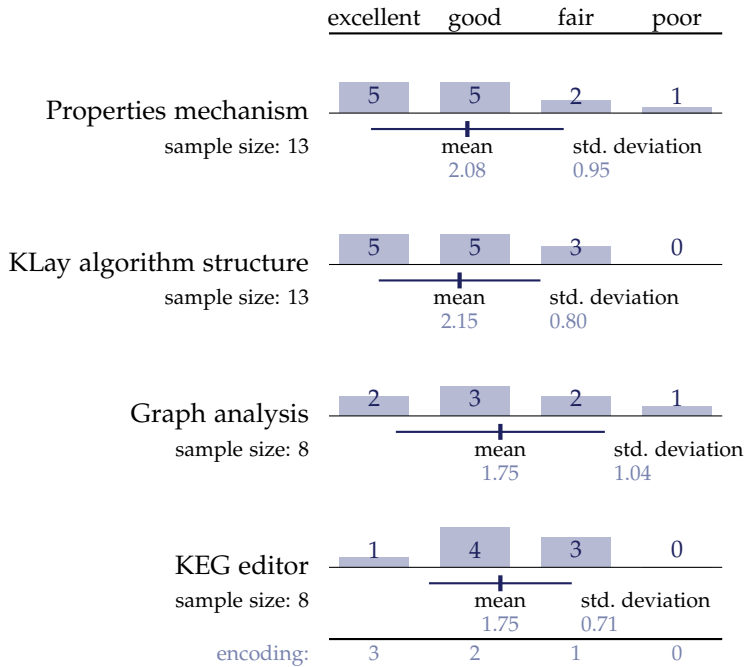 excellent good fair poor
5 5 2 1
Properties mechanism
sample size: 13 mean std. deviation
2.08 0.95
5 5 3 0
KLay algorithm structure
sample size: 13 mean std. deviation
2.15 0.80
2 3 2 1
Graph analysis
sample size: 8 mean std. deviation
1.75 1.04
1 4 3 0
KEG editor
sample size: 8 mean std. deviation
1.75 0.71
encoding: 3 2 1 0